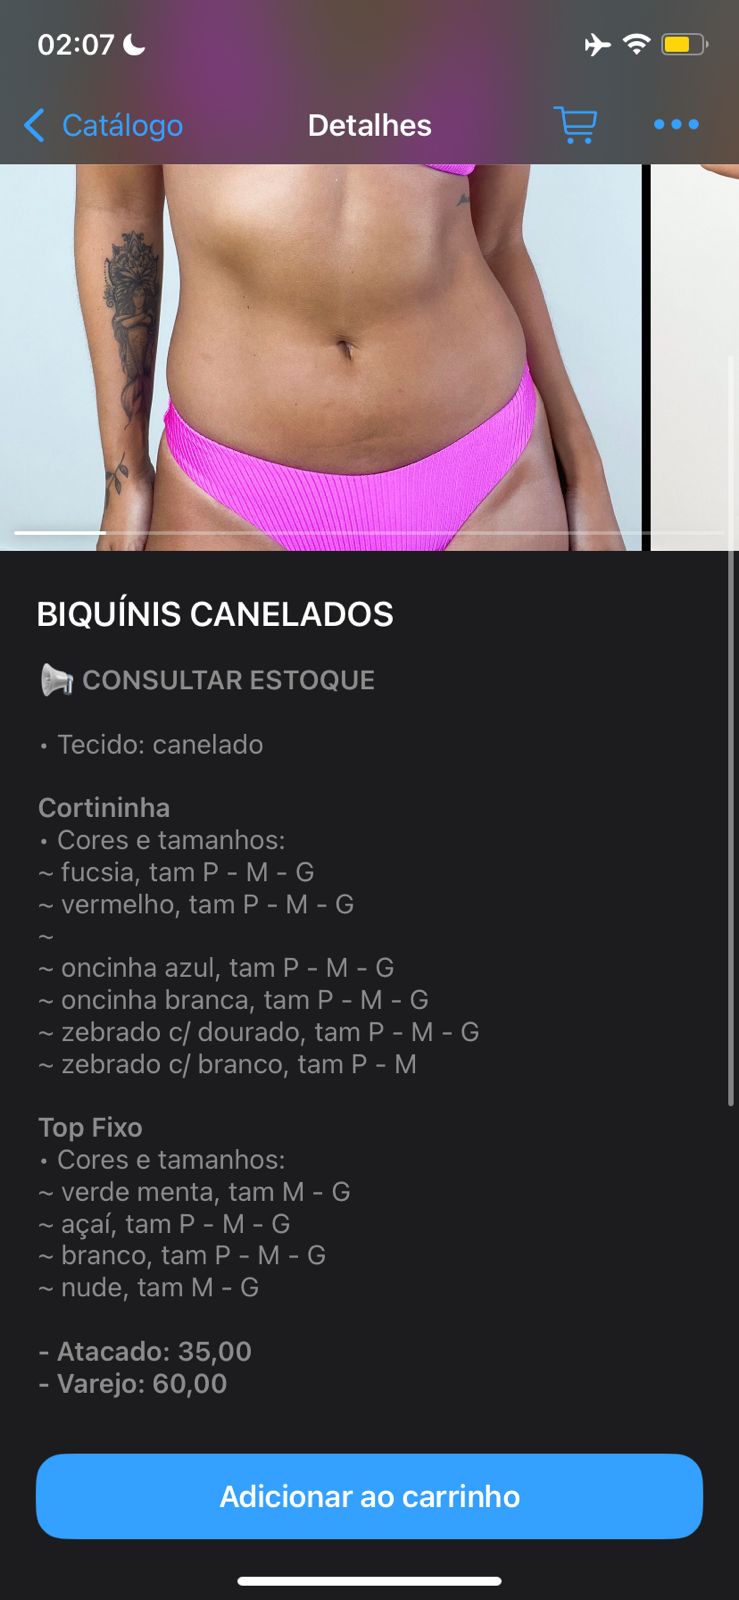 02:07
Catálogo
Detalhes
BIQUÍNIS CANELADOS
CONSULTAR ESTOQUE
• Tecido: canelado
Cortininha
• Cores e tamanhos:
~ fucsia, tam P - M - G
~ vermelho, tam P - M - G
~
~ oncinha azul, tam P - M - G
~ oncinha branca, tam P - M - G
~ zebrado c/ dourado, tam P - M - G
~ zebrado c/ branco, tam P - M
Top Fixo
• Cores e tamanhos:
~ verde menta, tam M - G
~ açaí, tam P - M - G
~ branco, tam P - M - G
~ nude, tam M - G
- Atacado: 35,00
- Varejo: 60,00
Adicionar ao carrinho